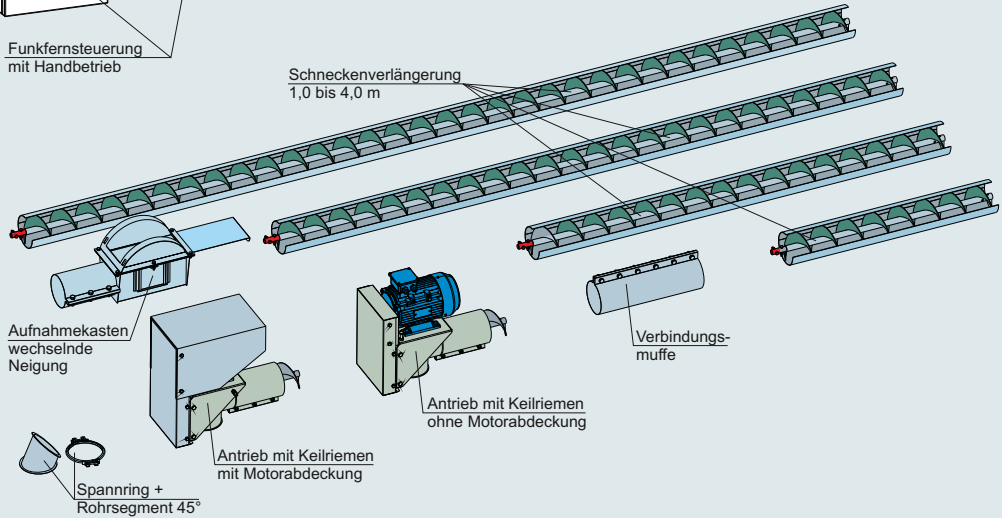 Funkfernsteuerung
mit Handbetrieb
Schneckenverlängerung
1,0 bis 4,0 m
Aufnahmekasten
wechselnde
Neigung
Verbindungs-
muffe
Antrieb mit Keilriemen
ohne Motorabdeckung
Antrieb mit Keilriemen
mit Motorabdeckung
Spannring +
Rohrsegment 45°